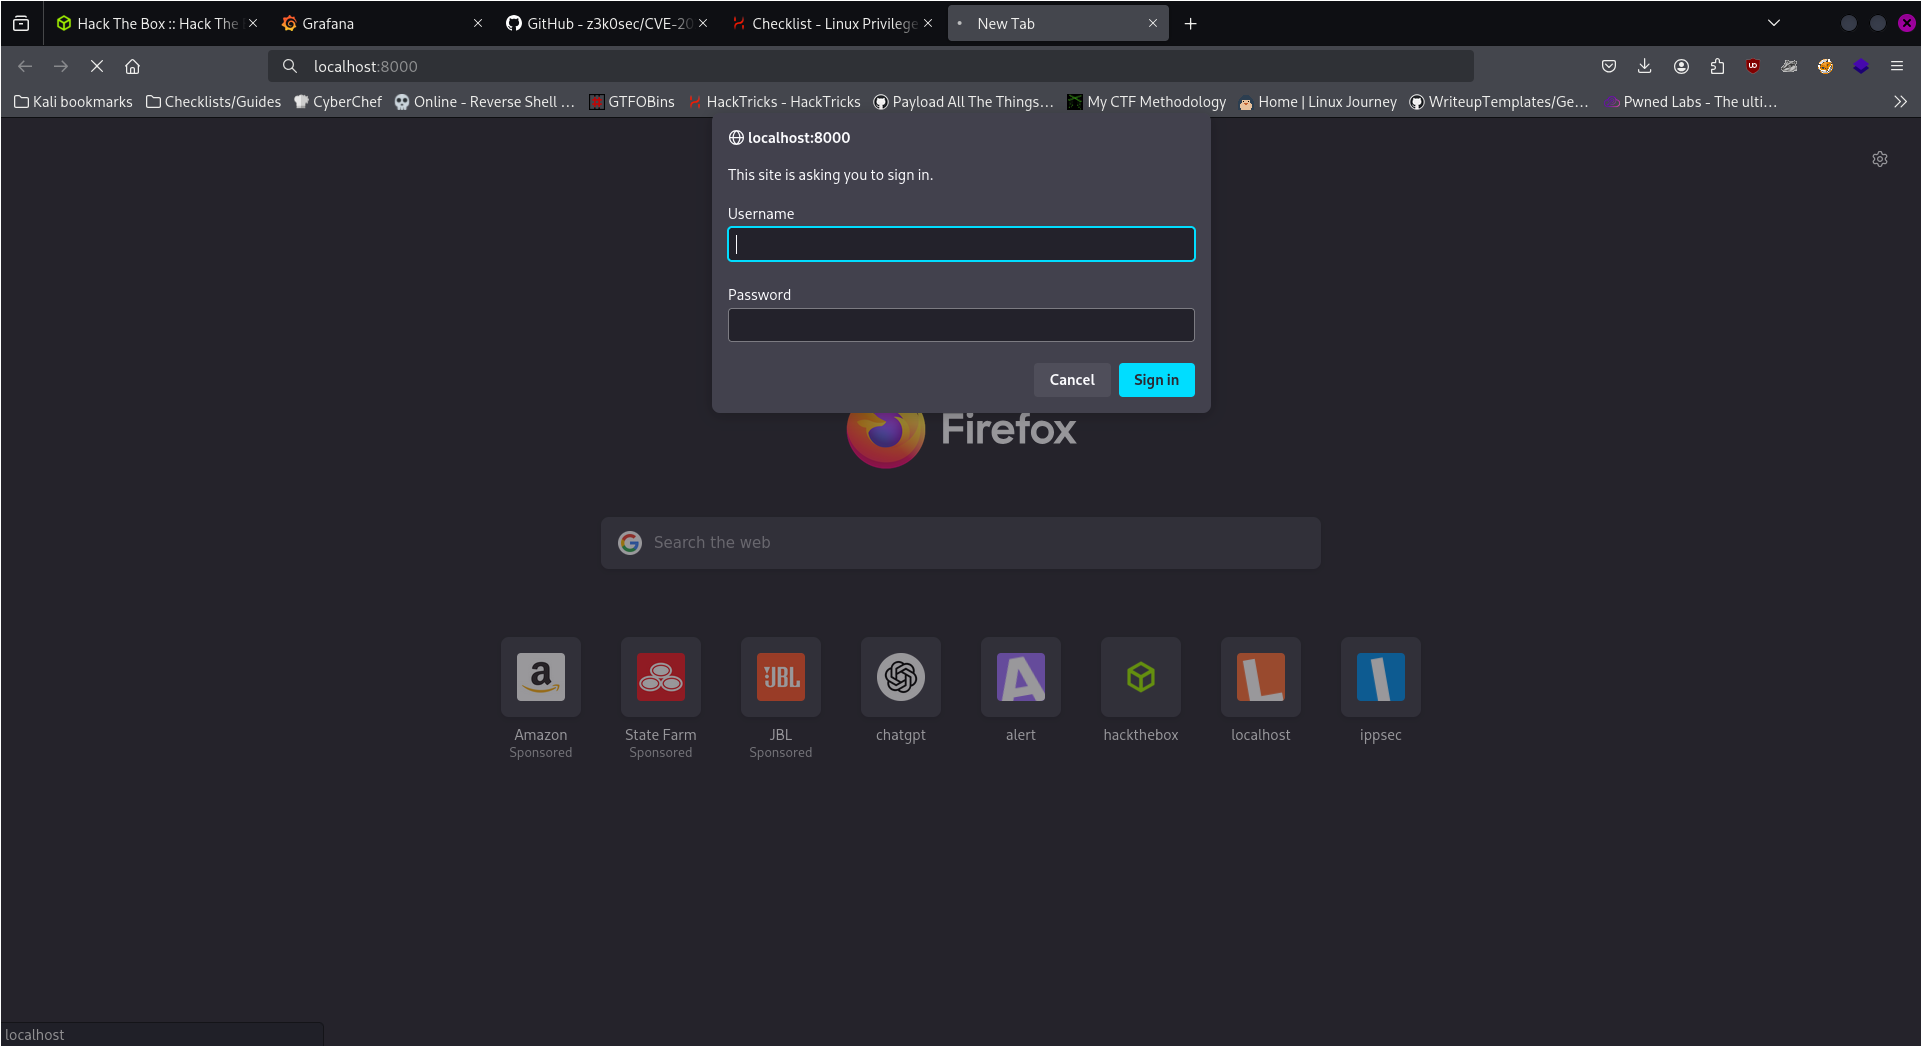 Hack The Box :: Hack The
Grafana
GitHub - z3k0sec/CVE-20
Checklist - Linux Privilege
New Tab
localhost:8000
Kali bookmarks
Checklists/Guides
CyberChef
Online - Reverse Shell …
GTFOBins
HackTricks - HackTricks
Payload All The Things…
My CTF Methodology
Home | Linux Journey
WriteupTemplates/Ge…
Pwned Labs - The ulti…
localhost:8000
This site is asking you to sign in.
Username
Password
Cancel
Sign in
Firefox
Search the web
a
JBL
A
L
l
Amazon
Sponsored
State Farm
Sponsored
JBL
Sponsored
chatgpt
alert
hackthebox
localhost
ippsec
localhost